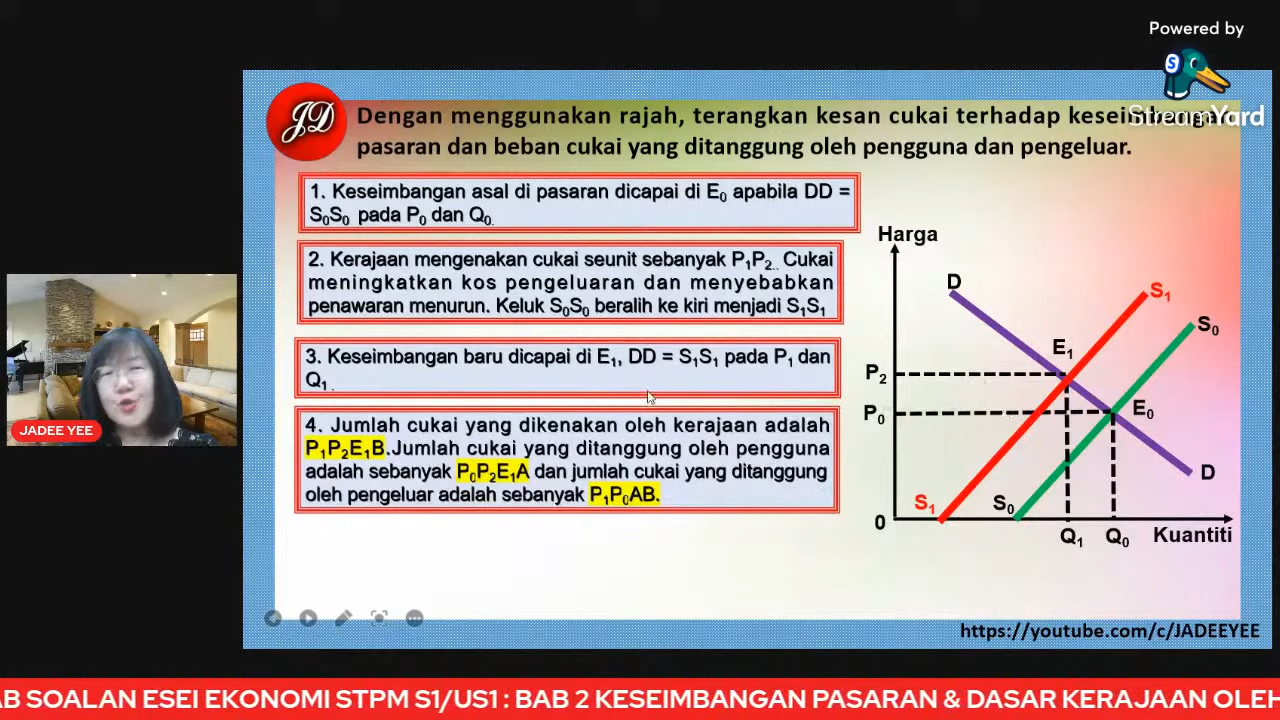 Powered by
S
StreamYard
JD
Dengan menggunakan rajah, terangkan kesan cukai terhadap keseimbangan
pasaran dan beban cukai yang ditanggung oleh pengguna dan pengeluar.
1. Keseimbangan asal di pasaran dicapai di E₀ apabila DD =
S₀S₀ pada P₀ dan Q₀.
2. Kerajaan mengenakan cukai seunit sebanyak P₁P₂.. Cukai
meningkatkan kos pengeluaran dan menyebabkan
penawaran menurun. Keluk S₀S₀ beralih ke kiri menjadi S₁S₁
3. Keseimbangan baru dicapai di E₁, DD = S₁S₁ pada P₁ dan
Q₁.
4. Jumlah cukai yang dikenakan oleh kerajaan adalah
P₁P₂E₁B.Jumlah cukai yang ditanggung oleh pengguna
adalah sebanyak P₀P₂E₁A dan jumlah cukai yang ditanggung
oleh pengeluar adalah sebanyak P₁P₀AB.
Harga
D
S₁
S₀
E₁
P₂
P₀
E₀
D
S₁
S₀
0
Q₁ Q₀ Kuantiti
JADEE YEE
https://youtube.com/c/JADEEYEE
AB SOALAN ESEI EKONOMI STPM S1/US1 : BAB 2 KESEIMBANGAN PASARAN & DASAR KERAJAAN OLEH